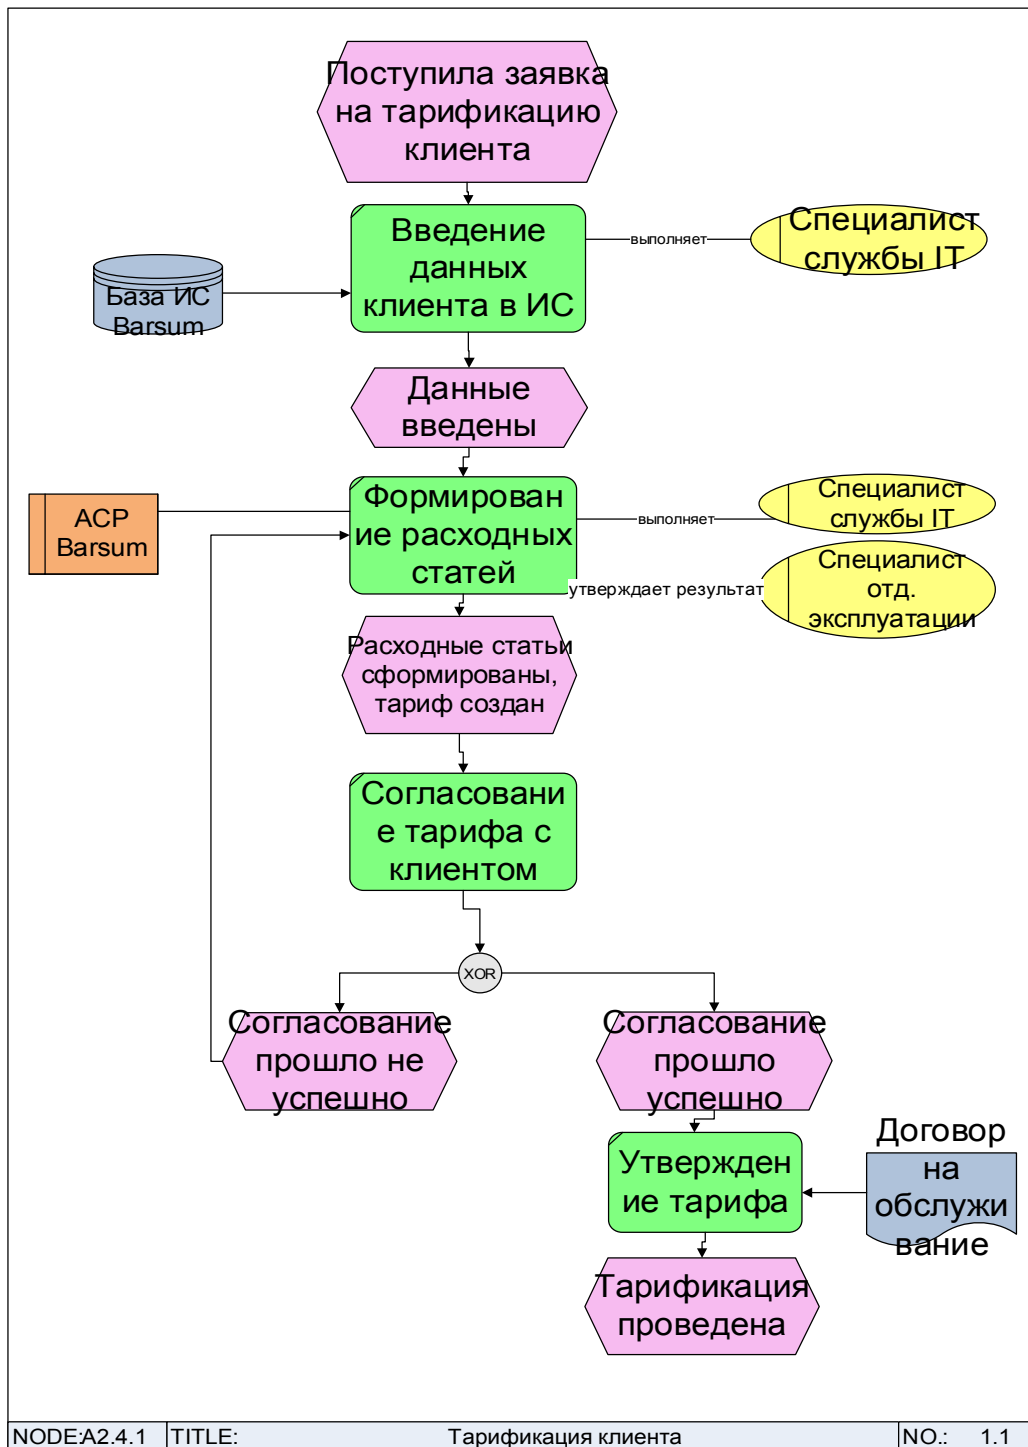 Поступила заявка
на тарификацию
клиента
Введение
данных
клиента в ИС
выполняет
Специалист
службы IT
База ИС
Barsum
Данные
введены
Формирован
ие расходных
статей
АСР
Barsum
выполняет
Специалист
службы IT
утверждает результат
Специалист
отд.
эксплуатации
Расходные статьи
сформированы,
тариф создан
Согласовани
е тарифа с
клиентом
XOR
Согласование
прошло не
успешно
Согласование
прошло
успешно
Утвержден
ие тарифа
Договор
на
обслужи
вание
Тарификация
проведена
NODE:A2.4.1 TITLE: Тарификация клиента NO.: 1.1